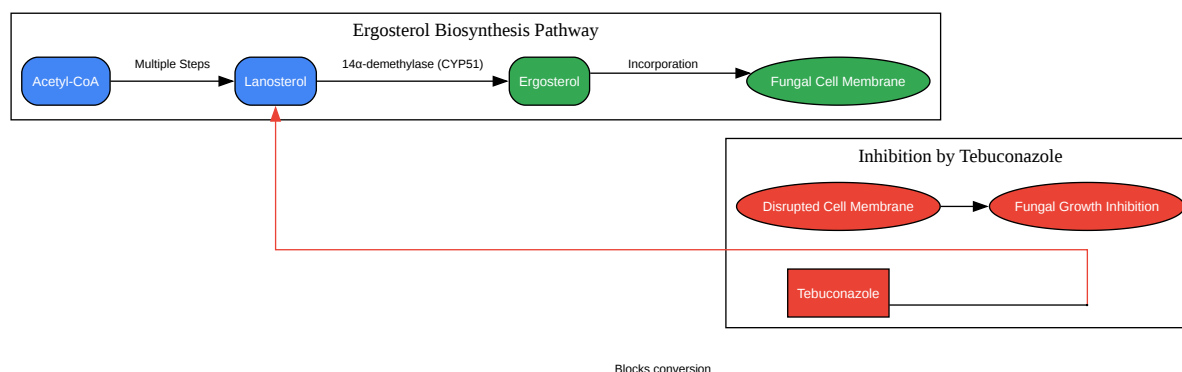 Ergosterol Biosynthesis Pathway
Acetyl-CoA
Multiple Steps
Lanosterol
14α-demethylase (CYP51)
Ergosterol
Incorporation
Fungal Cell Membrane
Inhibition by Tebuconazole
Disrupted Cell Membrane
Fungal Growth Inhibition
Tebuconazole
Blocks conversion